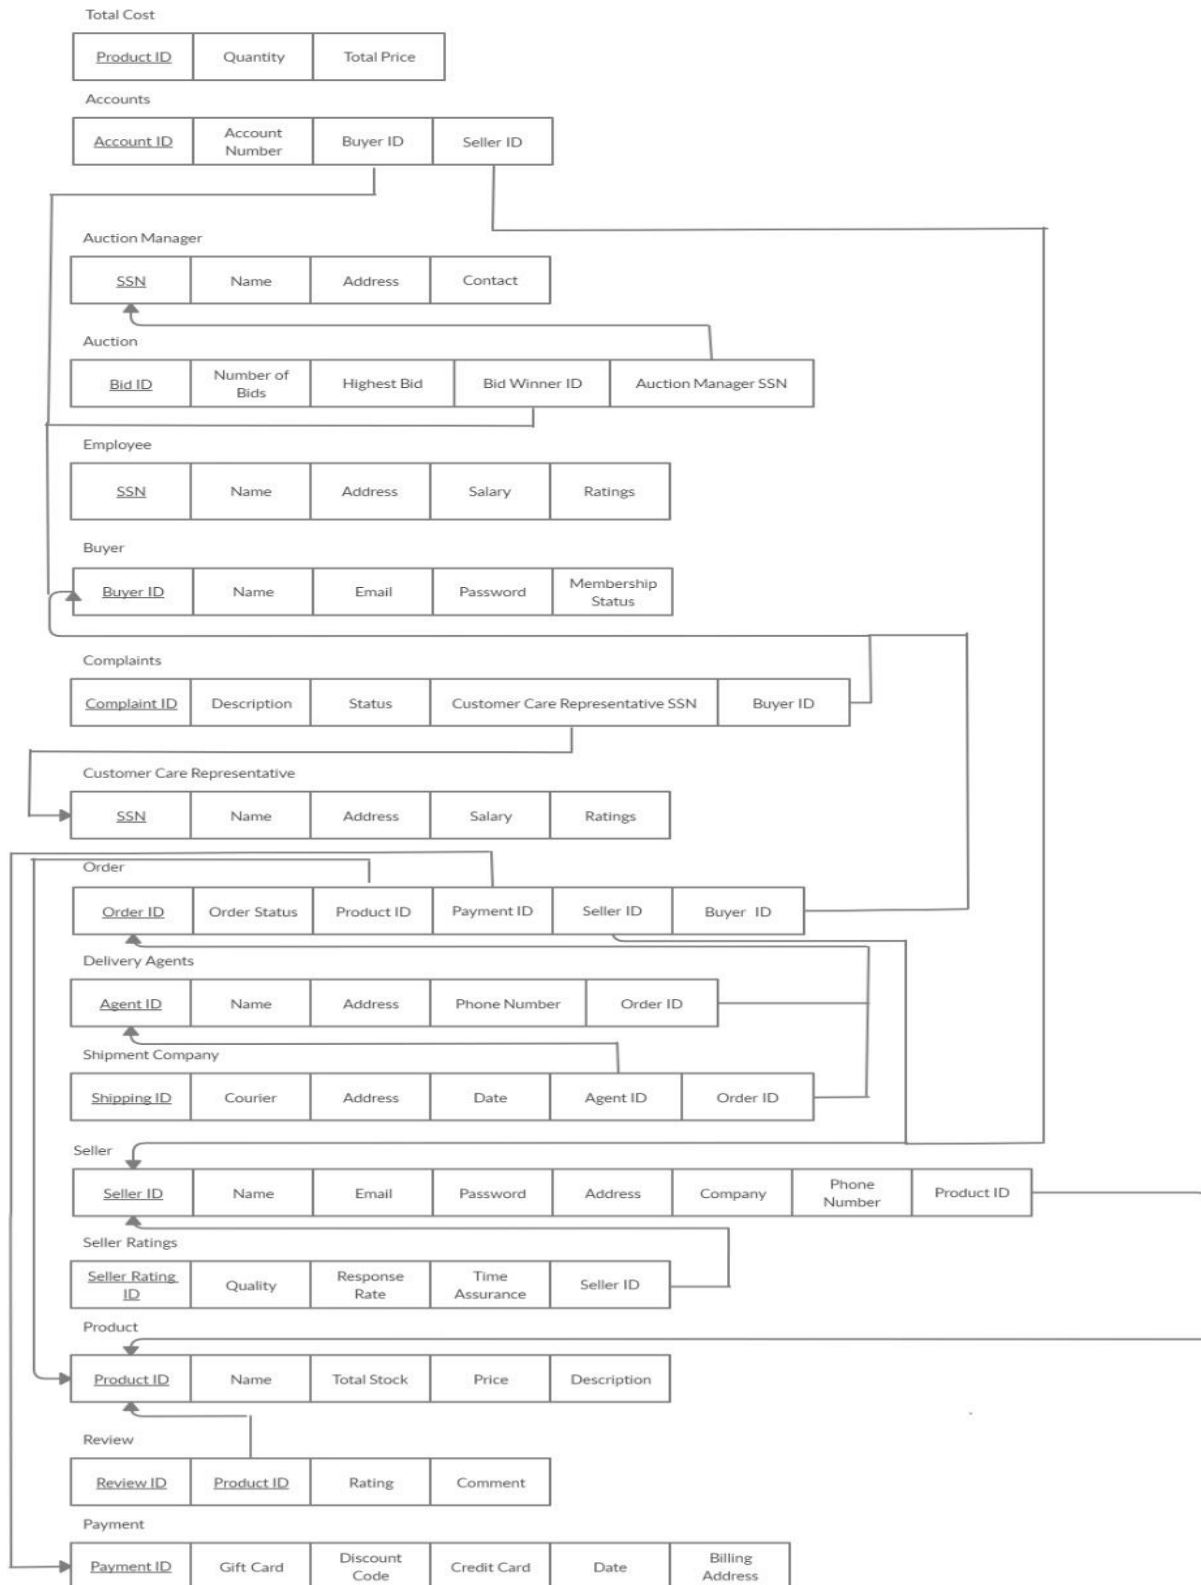 Total Cost
Product ID Quantity Total Price
Accounts
Account ID Account Number Buyer ID Seller ID
Auction Manager
SSN Name Address Contact
Auction
Bid ID Number of Bids Highest Bid Bid Winner ID Auction Manager SSN
Employee
SSN Name Address Salary Ratings
Buyer
Buyer ID Name Email Password Membership Status
Complaints
Complaint ID Description Status Customer Care Representative SSN Buyer ID
Customer Care Representative
SSN Name Address Salary Ratings
Order
Order ID Order Status Product ID Payment ID Seller ID Buyer ID
Delivery Agents
Agent ID Name Address Phone Number Order ID
Shipment Company
Shipping ID Courier Address Date Agent ID Order ID
Seller
Seller ID Name Email Password Address Company Phone Number Product ID
Seller Ratings
Seller Rating ID Quality Response Rate Time Assurance Seller ID
Product
Product ID Name Total Stock Price Description
Review
Review ID Product ID Rating Comment
Payment
Payment ID Gift Card Discount Code Credit Card Date Billing Address